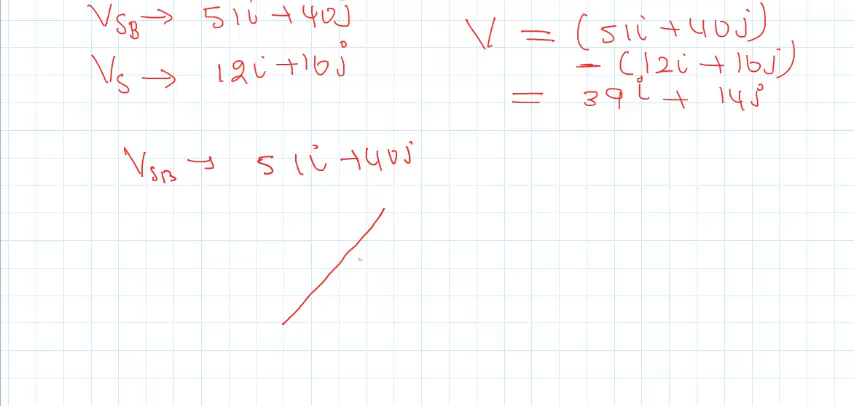 V_SB → 51i + 40j
V_S → 12i + 16j
V = (51i + 40j)
- (12i + 16j)
= 39i + 14j
V_SB → 51i + 40j